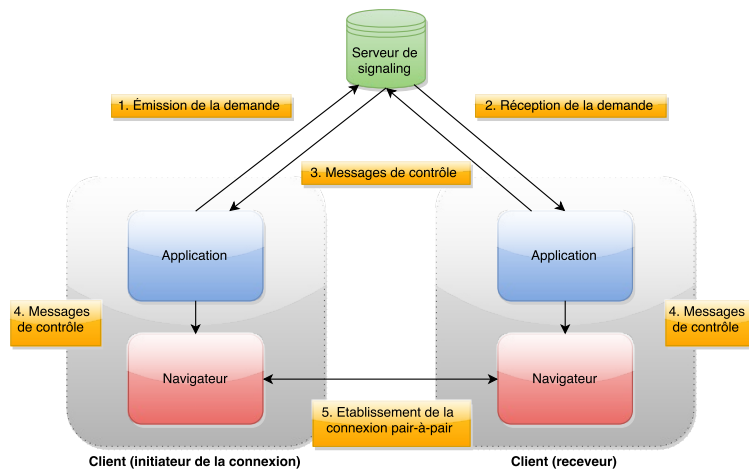 Serveur de
signaling
1. Émission de la demande
2. Réception de la demande
3. Messages de contrôle
Application
Application
4. Messages
de contrôle
4. Messages
de contrôle
Navigateur
Navigateur
5. Etablissement de la
connexion pair-à-pair
Client (initiateur de la connexion)
Client (receveur)